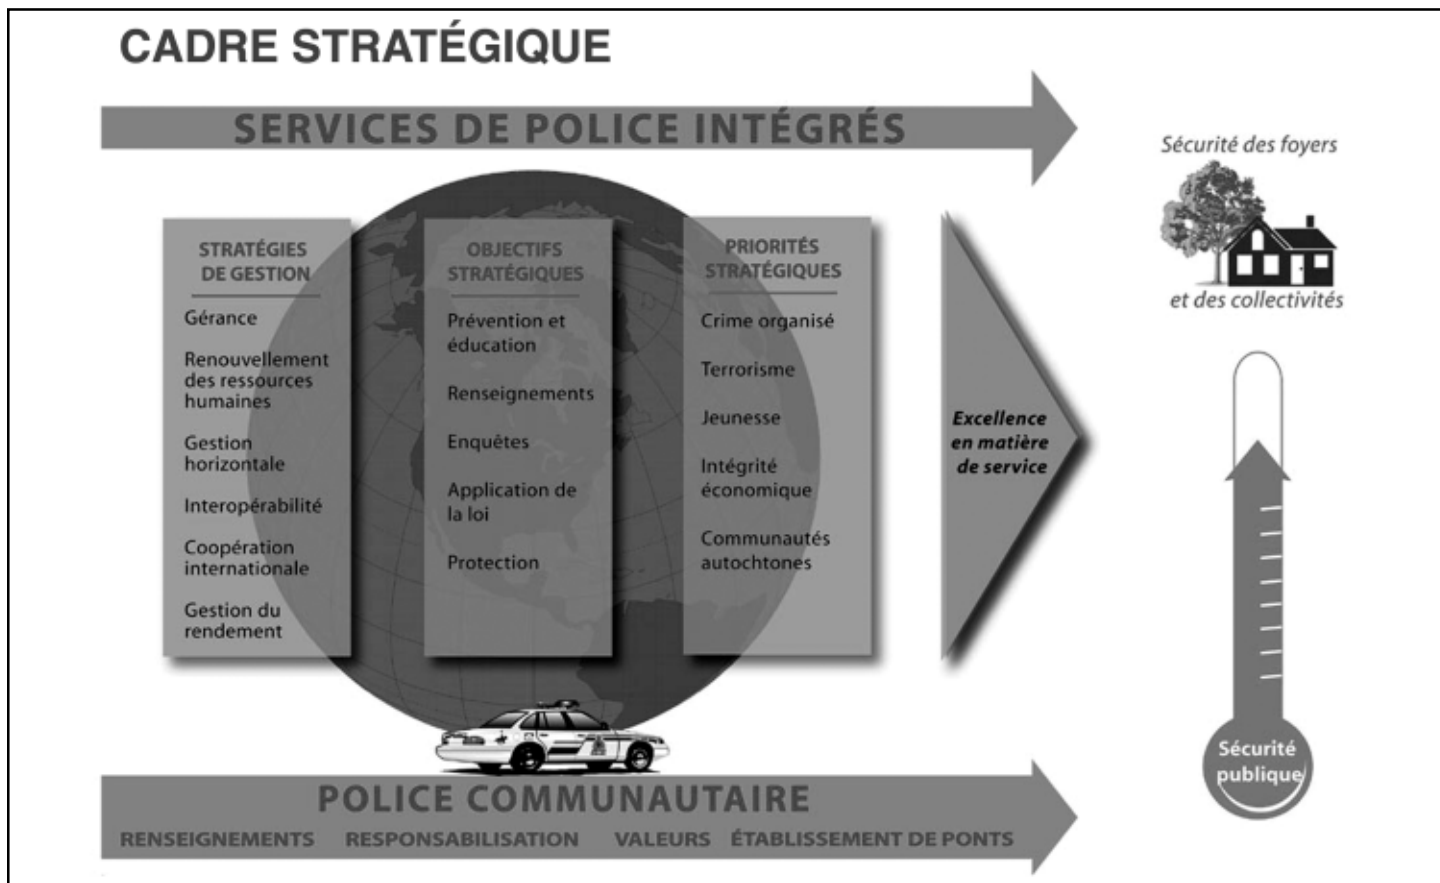 CADRE STRATÉGIQUE
SERVICES DE POLICE INTÉGRÉS
STRATÉGIES
DE GESTION
Gérance
Renouvellement
des ressources
humaines
Gestion
horizontale
Interopérabilité
Coopération
internationale
Gestion du
rendement
OBJECTIFS
STRATÉGIQUES
Prévention et
éducation
Renseignements
Enquêtes
Application de
la loi
Protection
PRIORITÉS
STRATÉGIQUES
Crime organisé
Terrorisme
Jeunesse
Intégrité
économique
Communautés
autochtones
Excellence
en matière
de service
Sécurité des foyers
et des collectivités
Sécurité
publique
POLICE COMMUNAUTAIRE
RENSEIGNEMENTS RESPONSABILISATION VALEURS ÉTABLISSEMENT DE PONTS